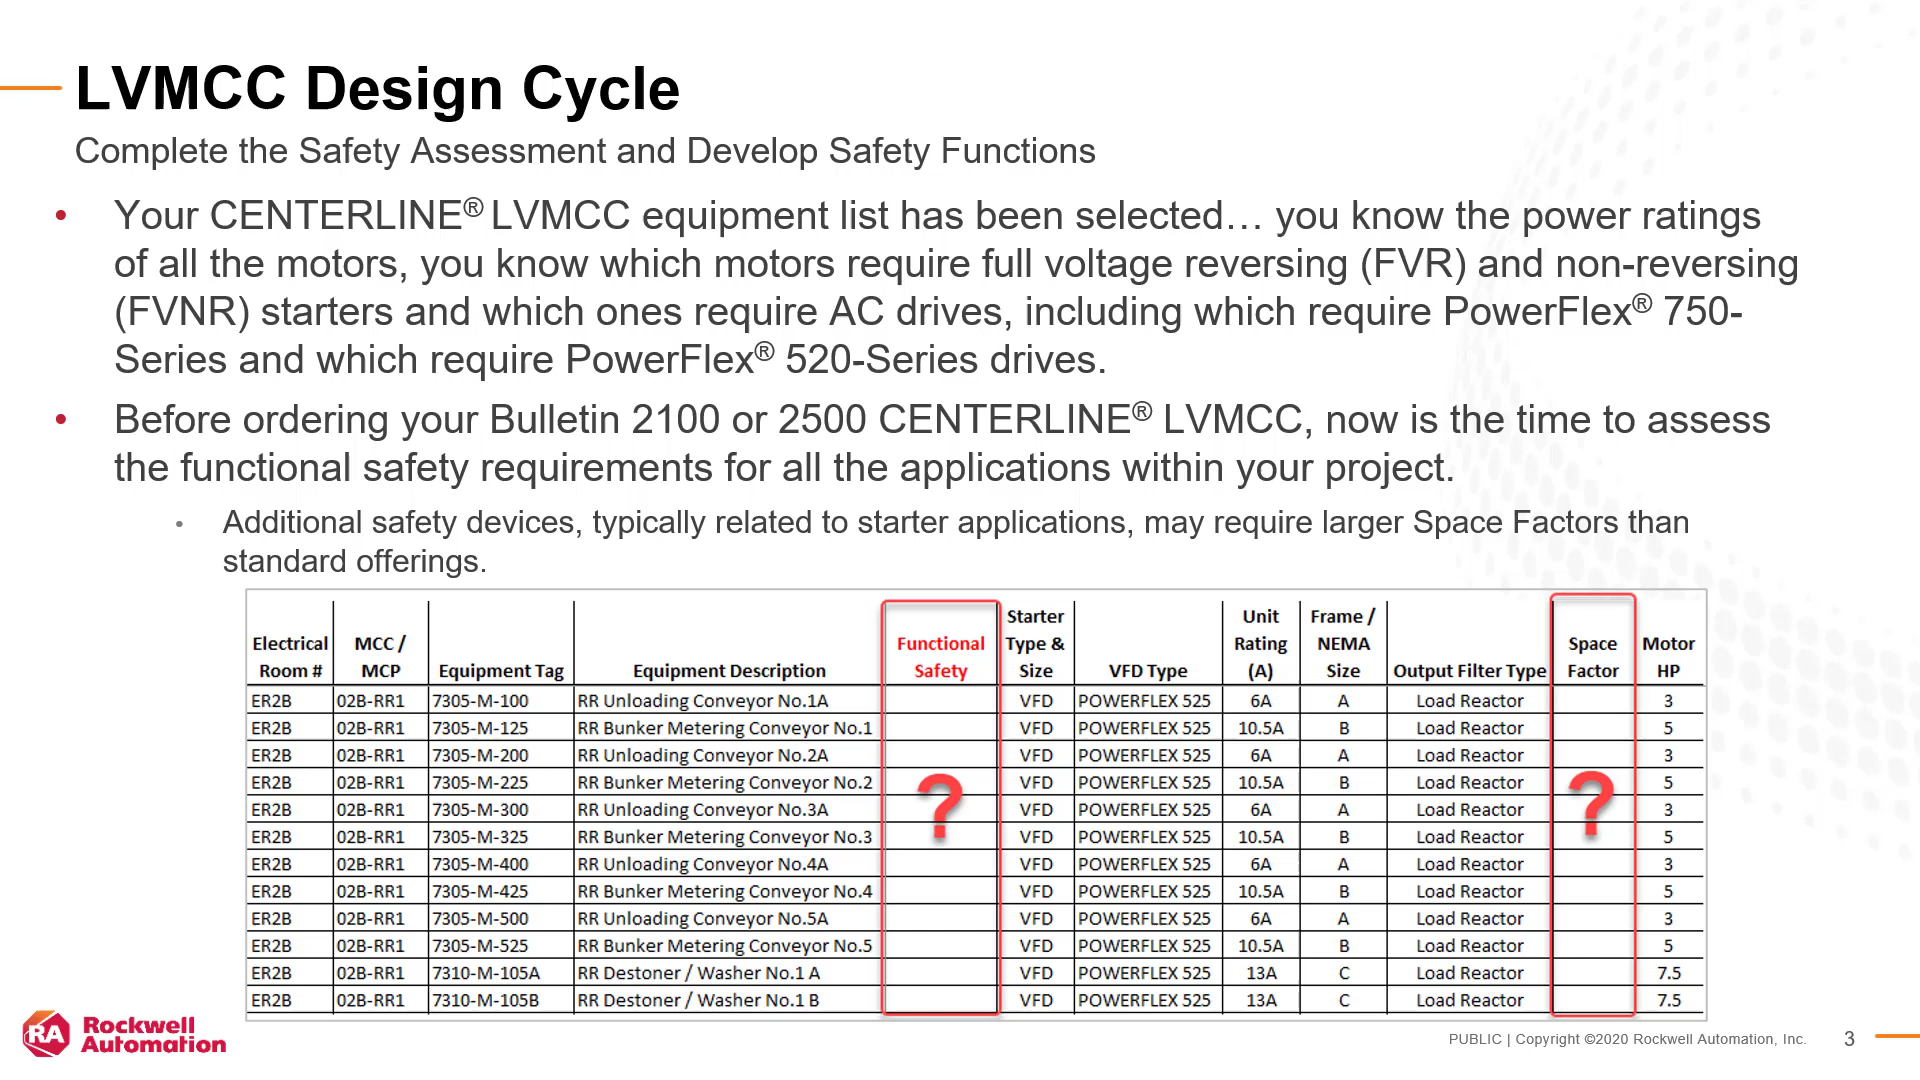 LVMCC Design Cycle
Complete the Safety Assessment and Develop Safety Functions
• Your CENTERLINE® LVMCC equipment list has been selected… you know the power ratings
of all the motors, you know which motors require full voltage reversing (FVR) and non-reversing
(FVNR) starters and which ones require AC drives, including which require PowerFlex® 750-
Series and which require PowerFlex® 520-Series drives.
• Before ordering your Bulletin 2100 or 2500 CENTERLINE® LVMCC, now is the time to assess
the functional safety requirements for all the applications within your project.
• Additional safety devices, typically related to starter applications, may require larger Space Factors than
standard offerings.
Electrical Room # MCC / MCP Equipment Tag Equipment Description Functional Safety Starter Type & Size VFD Type Unit Rating (A) Frame / NEMA Size Output Filter Type Space Factor Motor HP
ER2B 02B-RR1 7305-M-100 RR Unloading Conveyor No.1A VFD POWERFLEX 525 6A A Load Reactor 3
ER2B 02B-RR1 7305-M-125 RR Bunker Metering Conveyor No.1 VFD POWERFLEX 525 10.5A B Load Reactor 5
ER2B 02B-RR1 7305-M-200 RR Unloading Conveyor No.2A VFD POWERFLEX 525 6A A Load Reactor 3
ER2B 02B-RR1 7305-M-225 RR Bunker Metering Conveyor No.2 VFD POWERFLEX 525 10.5A B Load Reactor 5
? ?
ER2B 02B-RR1 7305-M-300 RR Unloading Conveyor No.3A VFD POWERFLEX 525 6A A Load Reactor 3
ER2B 02B-RR1 7305-M-325 RR Bunker Metering Conveyor No.3 VFD POWERFLEX 525 10.5A B Load Reactor 5
ER2B 02B-RR1 7305-M-400 RR Unloading Conveyor No.4A VFD POWERFLEX 525 6A A Load Reactor 3
ER2B 02B-RR1 7305-M-425 RR Bunker Metering Conveyor No.4 VFD POWERFLEX 525 10.5A B Load Reactor 5
ER2B 02B-RR1 7305-M-500 RR Unloading Conveyor No.5A VFD POWERFLEX 525 6A A Load Reactor 3
ER2B 02B-RR1 7305-M-525 RR Bunker Metering Conveyor No.5 VFD POWERFLEX 525 10.5A B Load Reactor 5
ER2B 02B-RR1 7310-M-105A RR Destoner / Washer No.1 A VFD POWERFLEX 525 13A C Load Reactor 7.5
ER2B 02B-RR1 7310-M-105B RR Destoner / Washer No.1 B VFD POWERFLEX 525 13A C Load Reactor 7.5
RA Rockwell
Automation
PUBLIC | Copyright ©2020 Rockwell Automation, Inc. 3